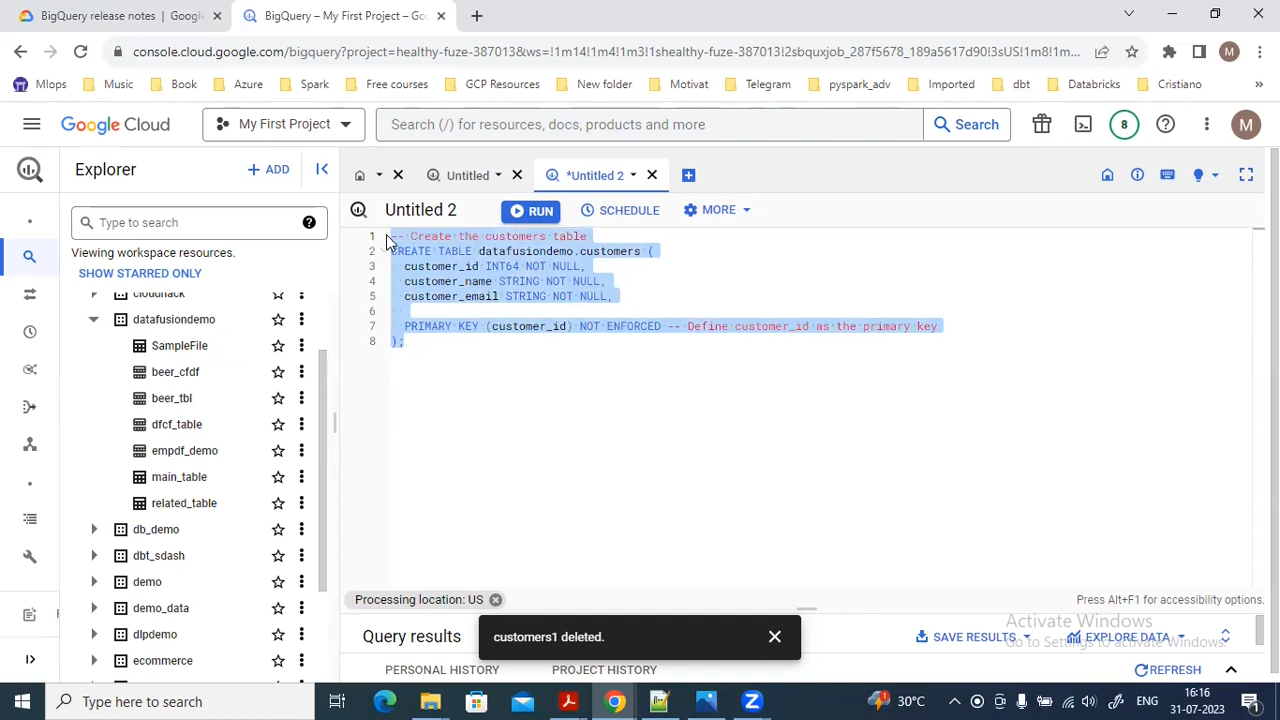 BigQuery release notes | Google
BigQuery – My First Project – Go
console.cloud.google.com/bigquery?project=healthy-fuze-387013&ws=!1m14!1m4!1m3!1shealthy-fuze-387013!2sbquxjob_287f5678_189a5617d90!3sUS!1m8!1m...
M
Mlops
Music
Book
Azure
Spark
Free courses
GCP Resources
New folder
Motivat
Telegram
pyspark_adv
Imported
dbt
Databricks
Cristiano
»
Google Cloud
My First Project
Search (/) for resources, docs, products and more
Search
8
M
Explorer
+ ADD
Untitled
*Untitled 2
Type to search
Untitled 2
RUN
SCHEDULE
MORE
Viewing workspace resources.
SHOW STARRED ONLY
1 -- Create the customers table
2 CREATE TABLE datafusiondemo.customers (
3 customer_id INT64 NOT NULL,
4 customer_name STRING NOT NULL,
5 customer_email STRING NOT NULL,
6
7 PRIMARY KEY (customer_id) NOT ENFORCED -- Define customer_id as the primary key
8 );
cloudhack
datafusiondemo
SampleFile
beer_cfdf
beer_tbl
dfcf_table
empdf_demo
main_table
related_table
db_demo
dbt_sdash
demo
demo_data
dlpdemo
ecommerce
Processing location: US
Press Alt+F1 for accessibility options.
Activate Windows
Go to Settings to activate Windows.
Query results
customers1 deleted.
SAVE RESULTS
EXPLORE DATA
PERSONAL HISTORY
PROJECT HISTORY
REFRESH
Type here to search
30°C
ENG
16:16
31-07-2023